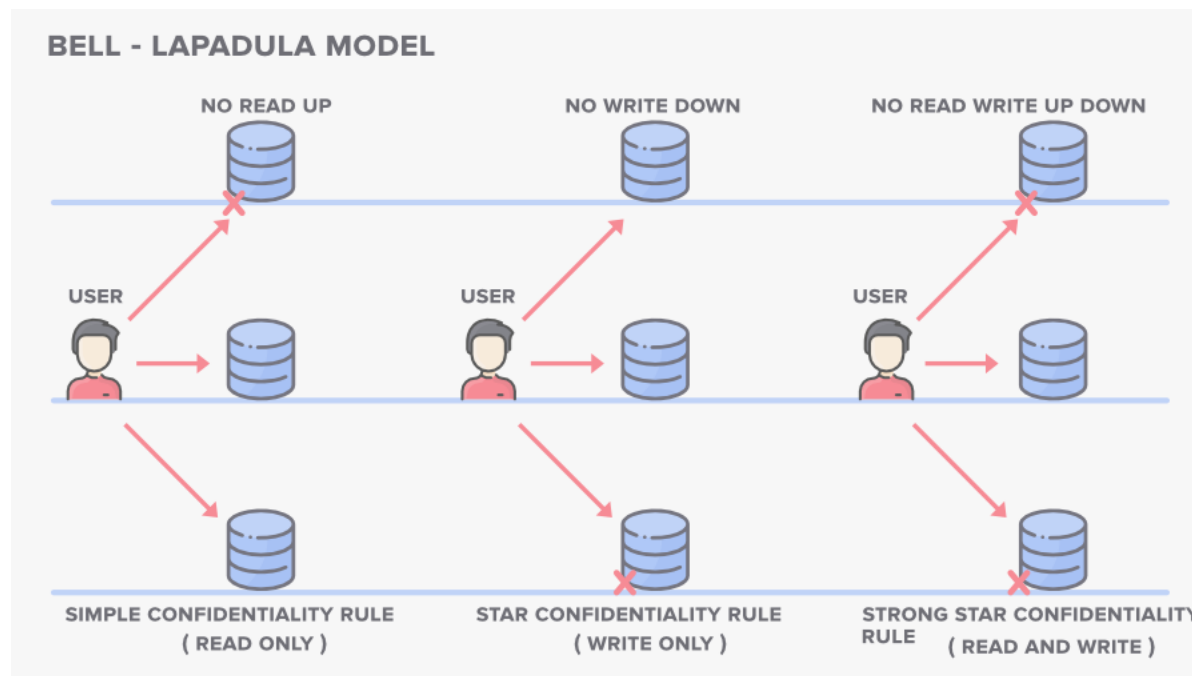 BELL - LAPADULA MODEL
NO READ UP
NO WRITE DOWN
NO READ WRITE UP DOWN
USER
USER
USER
SIMPLE CONFIDENTIALITY RULE
( READ ONLY )
STAR CONFIDENTIALITY RULE
( WRITE ONLY )
STRONG STAR CONFIDENTIALITY
RULE
( READ AND WRITE )